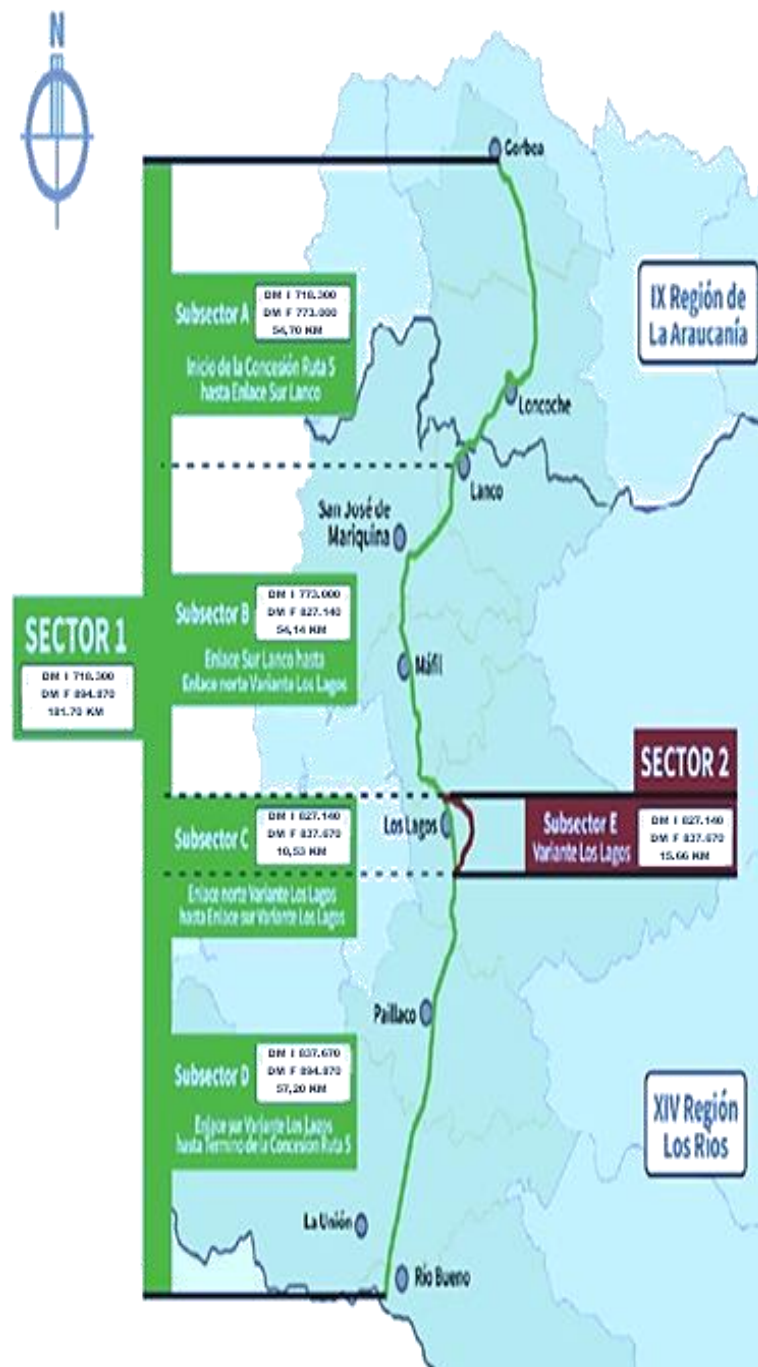 N
Gorbea
Subsector A
DM I 718.300
DM F 773.000
54,70 KM
Inicio de la Concesión Ruta 5
hasta Enlace Sur Lanco
IX Región de
La Araucanía
Loncoche
Lanco
San José de
Mariquina
Subsector B
DM I 773.000
DM F 827.140
54,14 KM
Enlace Sur Lanco hasta
Enlace norte Variante Los Lagos
SECTOR 1
DM I 718.300
DM F 894.870
181.70 KM
Máfil
SECTOR 2
Subsector C
DM I 827.140
DM F 837.670
10,53 KM
Los Lagos
Subsector E
Variante Los Lagos
DM I 827.140
DM F 837.670
15.66 KM
Enlace norte Variante Los Lagos
hasta Enlace sur Variante Los Lagos
Paillaco
Subsector D
DM I 837.670
DM F 894.870
57,20 KM
Enlace sur Variante Los Lagos
hasta Termino de la Concesión Ruta 5
XIV Región
Los Ríos
La Unión
Río Bueno